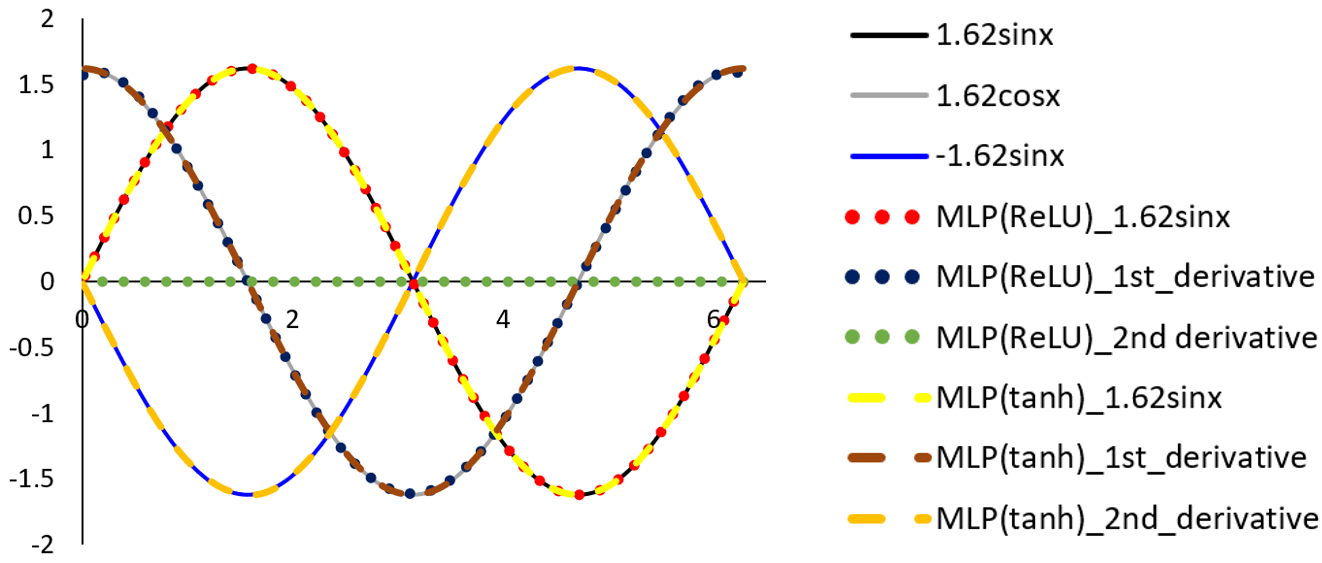 2
1.5
1
0.5
0
-0.5
-1
-1.5
-2
0 2 4 6
1.62sinx
1.62cosx
-1.62sinx
MLP(ReLU)_1.62sinx
MLP(ReLU)_1st_derivative
MLP(ReLU)_2nd derivative
MLP(tanh)_1.62sinx
MLP(tanh)_1st_derivative
MLP(tanh)_2nd_derivative